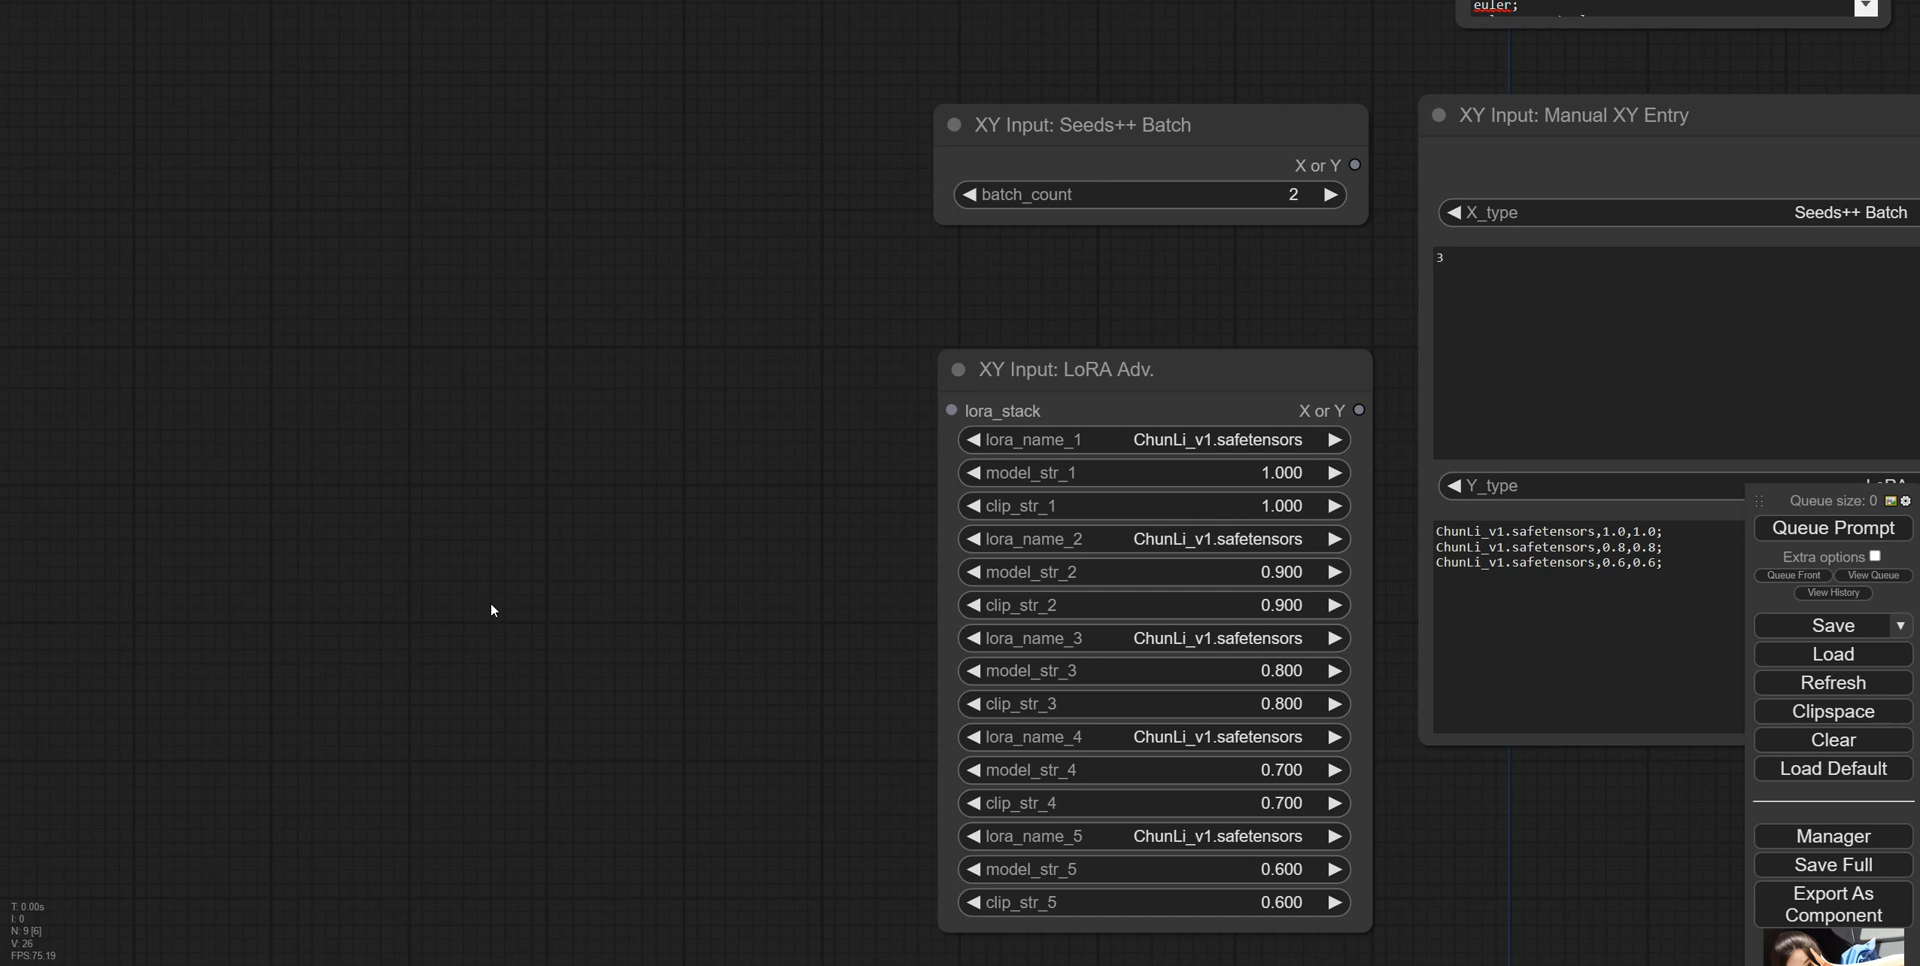 euler;
XY Input: Seeds++ Batch
X or Y
batch_count 2
XY Input: Manual XY Entry
X_type Seeds++ Batch
3
Y_type
ChunLi_v1.safetensors,1.0,1.0;
ChunLi_v1.safetensors,0.8,0.8;
ChunLi_v1.safetensors,0.6,0.6;
XY Input: LoRA Adv.
lora_stack X or Y
lora_name_1 ChunLi_v1.safetensors
model_str_1 1.000
clip_str_1 1.000
lora_name_2 ChunLi_v1.safetensors
model_str_2 0.900
clip_str_2 0.900
lora_name_3 ChunLi_v1.safetensors
model_str_3 0.800
clip_str_3 0.800
lora_name_4 ChunLi_v1.safetensors
model_str_4 0.700
clip_str_4 0.700
lora_name_5 ChunLi_v1.safetensors
model_str_5 0.600
clip_str_5 0.600
Queue size: 0
Queue Prompt
Extra options
Queue Front View Queue
View History
Save
Load
Refresh
Clipspace
Clear
Load Default
Manager
Save Full
Export As
Component
T: 0.00s
I: 0
N: 9 [6]
V: 26
FPS:75.19